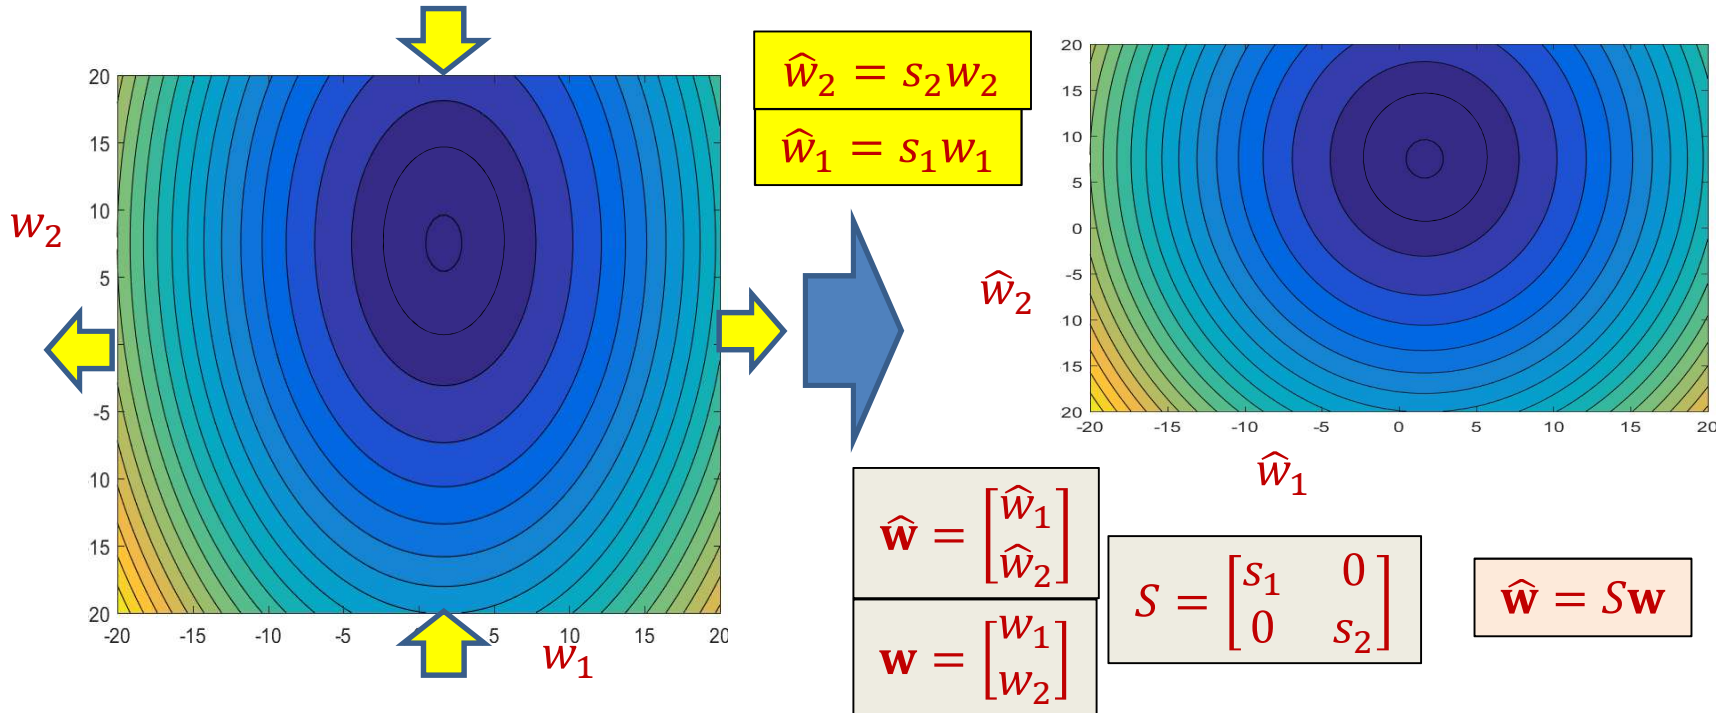 ŵ₂ = s₂w₂
ŵ₁ = s₁w₁
w₂
20
15
10
5
-5
10
15
20
-20 -15 -10 -5 5 10 15 20
w₁
ŵ₂
20
15
10
5
0
-5
10
15
20
-20 -15 -10 -5 0 5 10 15 20
ŵ₁
𝐰̂ = [ŵ₁
ŵ₂]
𝐰 = [w₁
w₂]
S = [s₁ 0
0 s₂]
𝐰̂ = S𝐰